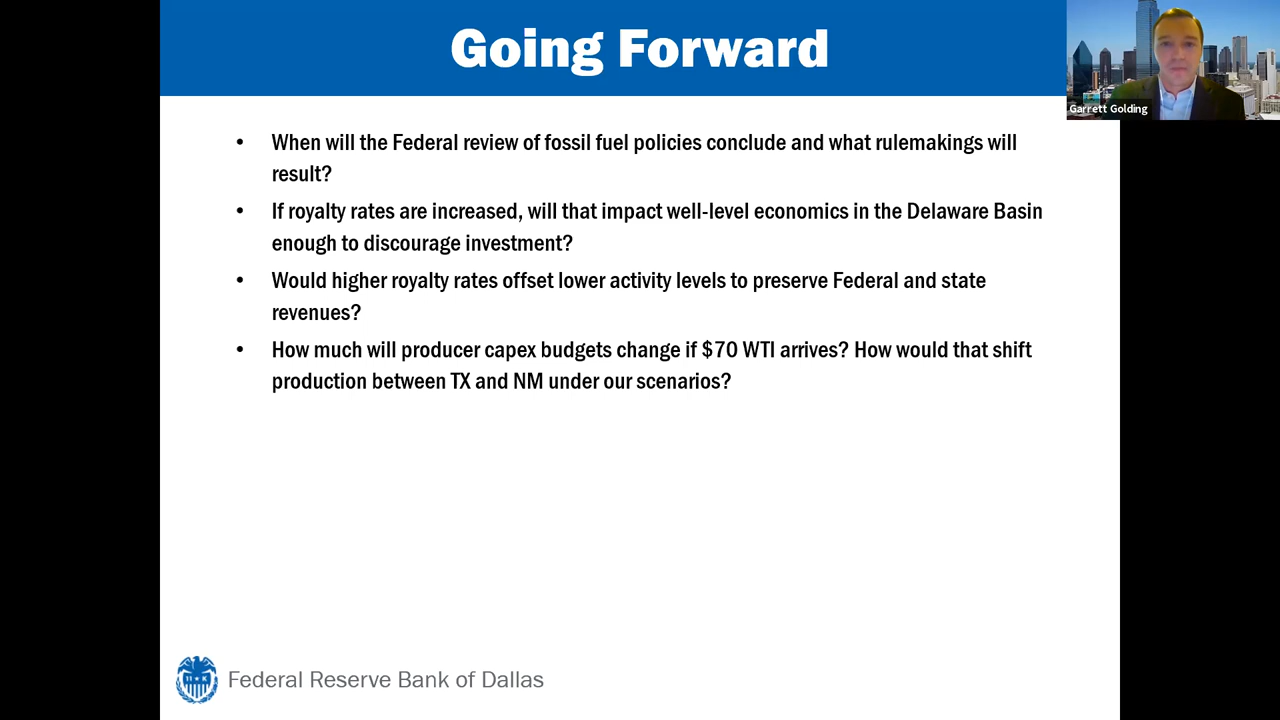 Going Forward
Garrett Golding
• When will the Federal review of fossil fuel policies conclude and what rulemakings will
result?
• If royalty rates are increased, will that impact well-level economics in the Delaware Basin
enough to discourage investment?
• Would higher royalty rates offset lower activity levels to preserve Federal and state
revenues?
• How much will producer capex budgets change if $70 WTI arrives? How would that shift
production between TX and NM under our scenarios?
Federal Reserve Bank of Dallas